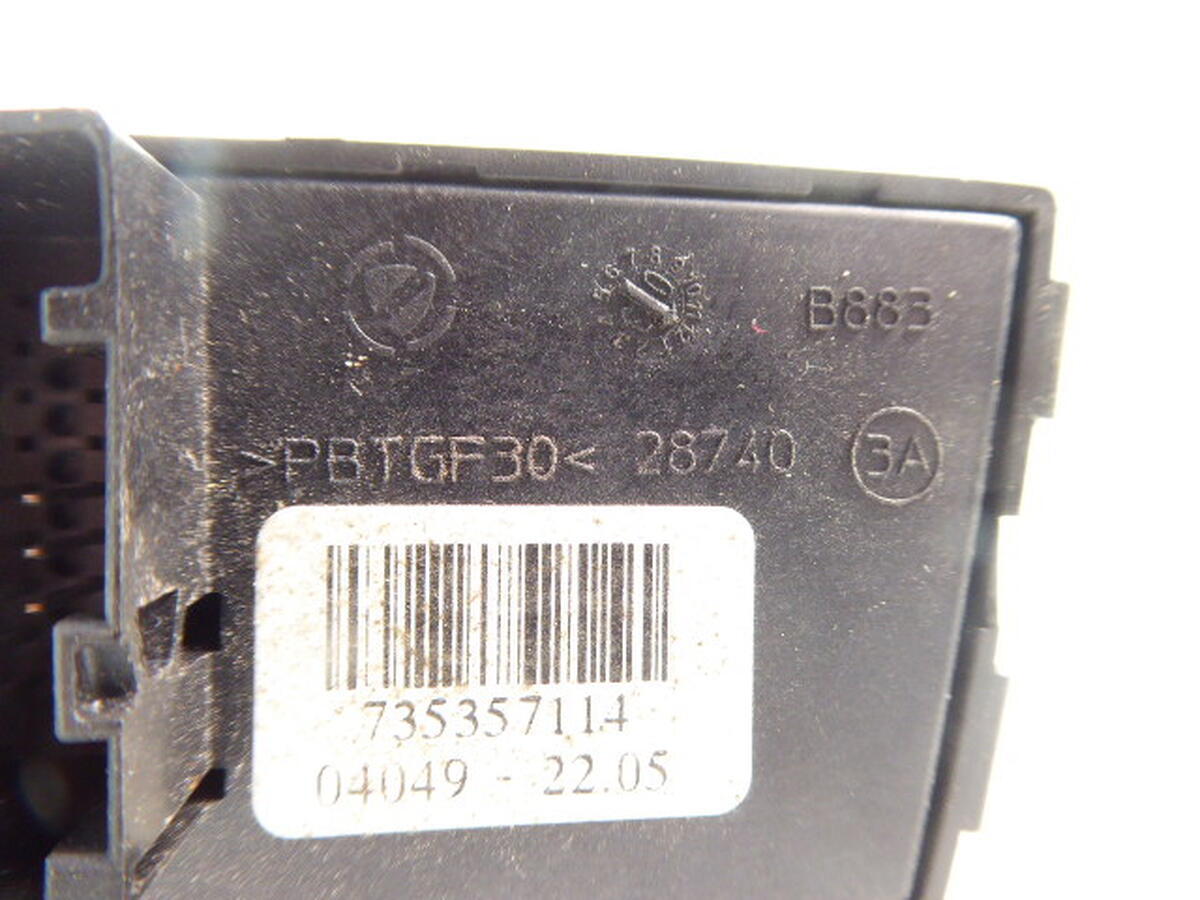 B883
>PBTGF30< 28740 3A
735357114
04049 - 22.05